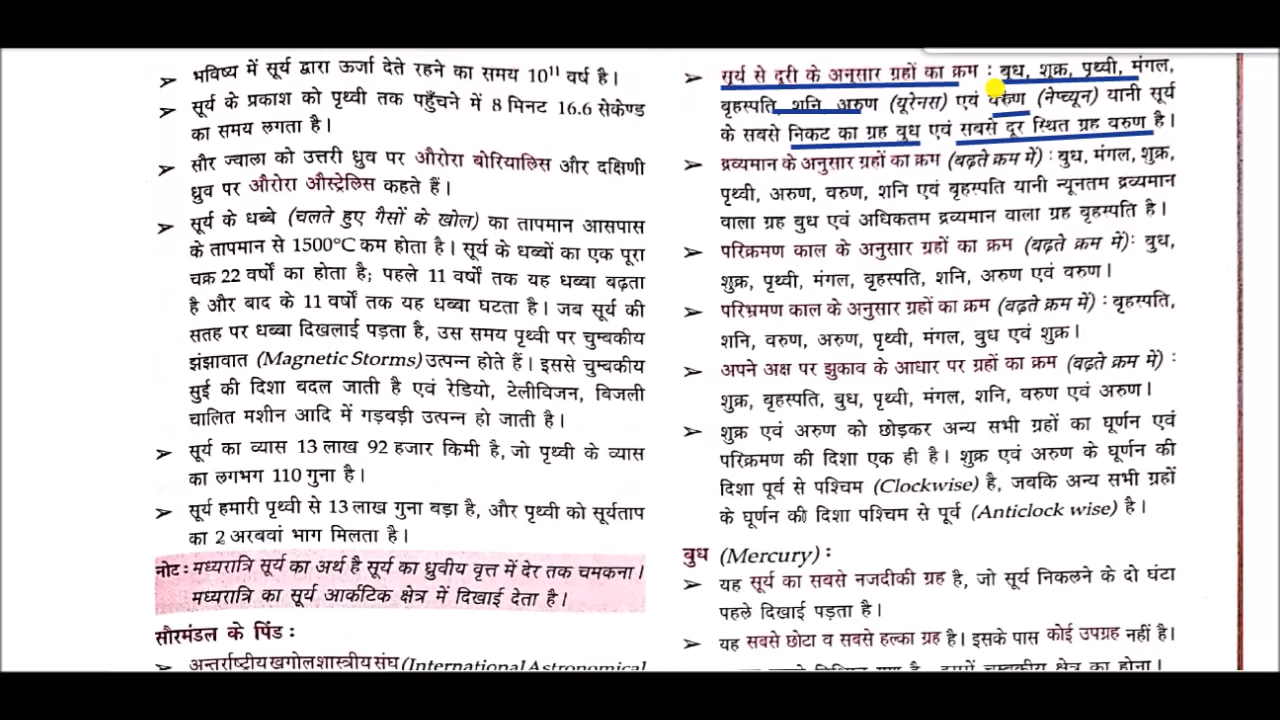 ➢ भविष्य में सूर्य द्वारा ऊर्जा देते रहने का समय 10¹¹ वर्ष है।
➢ सूर्य के प्रकाश को पृथ्वी तक पहुँचने में 8 मिनट 16.6 सेकेण्ड
का समय लगता है।
➢ सौर ज्वाला को उत्तरी ध्रुव पर औरोरा बोरियालिस और दक्षिणी
ध्रुव पर औरोरा औस्ट्रेलिस कहते हैं।
➢ सूर्य के धब्बे (चलते हुए गैसों के खोल) का तापमान आसपास
के तापमान से 1500°C कम होता है। सूर्य के धब्बों का एक पूरा
चक्र 22 वर्षों का होता है; पहले 11 वर्षों तक यह धब्बा बढ़ता
है और बाद के 11 वर्षों तक यह धब्बा घटता है। जब सूर्य की
सतह पर धब्बा दिखलाई पड़ता है, उस समय पृथ्वी पर चुम्बकीय
झंझावात (Magnetic Storms) उत्पन्न होते हैं। इससे चुम्बकीय
सुई की दिशा बदल जाती है एवं रेडियो, टेलीविजन, बिजली
चालित मशीन आदि में गड़बड़ी उत्पन्न हो जाती है।
➢ सूर्य का व्यास 13 लाख 92 हजार किमी है, जो पृथ्वी के व्यास
का लगभग 110 गुना है।
➢ सूर्य हमारी पृथ्वी से 13 लाख गुना बड़ा है, और पृथ्वी को सूर्यताप
का 2 अरबवां भाग मिलता है।
नोट: मध्यरात्रि सूर्य का अर्थ है सूर्य का ध्रुवीय वृत्त में देर तक चमकना।
मध्यरात्रि का सूर्य आर्कटिक क्षेत्र में दिखाई देता है।
सौरमंडल के पिंड :
➢ अन्तर्राष्ट्रीय खगोलशास्त्रीय संघ (International Astronomical
➢ सूर्य से दूरी के अनुसार ग्रहों का क्रम : बुध, शुक्र, पृथ्वी, मंगल,
बृहस्पति, शनि, अरुण (यूरेनस) एवं वरुण (नेप्च्यून) यानी सूर्य
के सबसे निकट का ग्रह बुध एवं सबसे दूर स्थित ग्रह वरुण है।
➢ द्रव्यमान के अनुसार ग्रहों का क्रम (बढ़ते क्रम में) : बुध, मंगल, शुक्र,
पृथ्वी, अरुण, वरुण, शनि एवं बृहस्पति यानी न्यूनतम द्रव्यमान
वाला ग्रह बुध एवं अधिकतम द्रव्यमान वाला ग्रह बृहस्पति है।
➢ परिक्रमण काल के अनुसार ग्रहों का क्रम (बढ़ते क्रम में): बुध,
शुक्र, पृथ्वी, मंगल, बृहस्पति, शनि, अरुण एवं वरुण।
➢ परिभ्रमण काल के अनुसार ग्रहों का क्रम (बढ़ते क्रम में) : बृहस्पति,
शनि, वरुण, अरुण, पृथ्वी, मंगल, बुध एवं शुक्र।
➢ अपने अक्ष पर झुकाव के आधार पर ग्रहों का क्रम (बढ़ते क्रम में) :
शुक्र, बृहस्पति, बुध, पृथ्वी, मंगल, शनि, वरुण एवं अरुण।
➢ शुक्र एवं अरुण को छोड़कर अन्य सभी ग्रहों का घूर्णन एवं
परिक्रमण की दिशा एक ही है। शुक्र एवं अरुण के घूर्णन की
दिशा पूर्व से पश्चिम (Clockwise) है, जबकि अन्य सभी ग्रहों
के घूर्णन की दिशा पश्चिम से पूर्व (Anticlock wise) है।
बुध (Mercury) :
➢ यह सूर्य का सबसे नजदीकी ग्रह है, जो सूर्य निकलने के दो घंटा
पहले दिखाई पड़ता है।
➢ यह सबसे छोटा व सबसे हल्का ग्रह है। इसके पास कोई उपग्रह नहीं है।